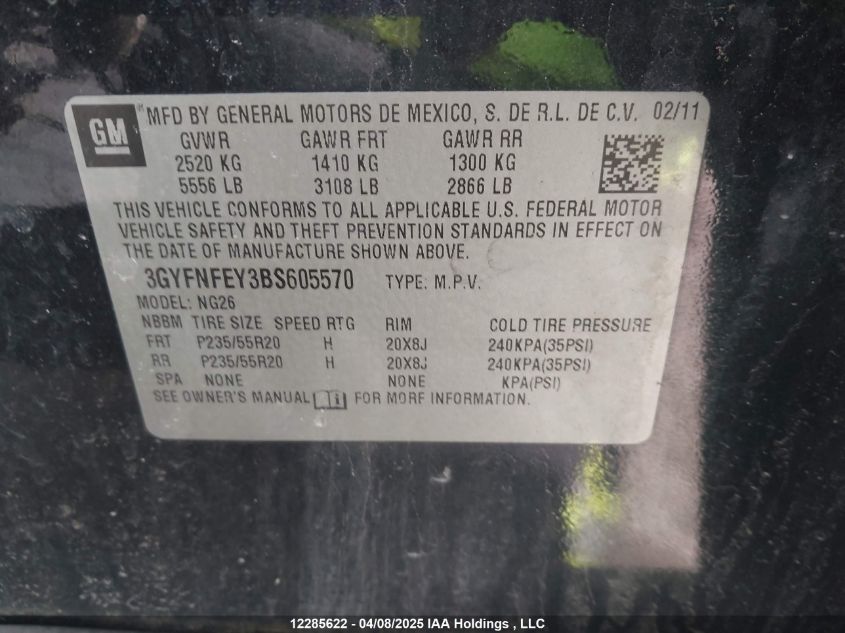 GM
MFD BY GENERAL MOTORS DE MEXICO, S. DE R.L. DE C.V. 02/11
GVWR GAWR FRT GAWR RR
2520 KG 1410 KG 1300 KG
5556 LB 3108 LB 2866 LB
THIS VEHICLE CONFORMS TO ALL APPLICABLE U.S. FEDERAL MOTOR
VEHICLE SAFETY AND THEFT PREVENTION STANDARDS IN EFFECT ON
THE DATE OF MANUFACTURE SHOWN ABOVE.
3GYFNFEY3BS605570 TYPE: M.P.V.
MODEL: NG26
NBBM TIRE SIZE SPEED RTG RIM COLD TIRE PRESSURE
FRT P235/55R20 H 20X8J 240KPA(35PSI)
RR P235/55R20 H 20X8J 240KPA(35PSI)
SPA NONE NONE KPA(PSI)
SEE OWNER'S MANUAL FOR MORE INFORMATION.
12285622 - 04/08/2025 IAA Holdings , LLC